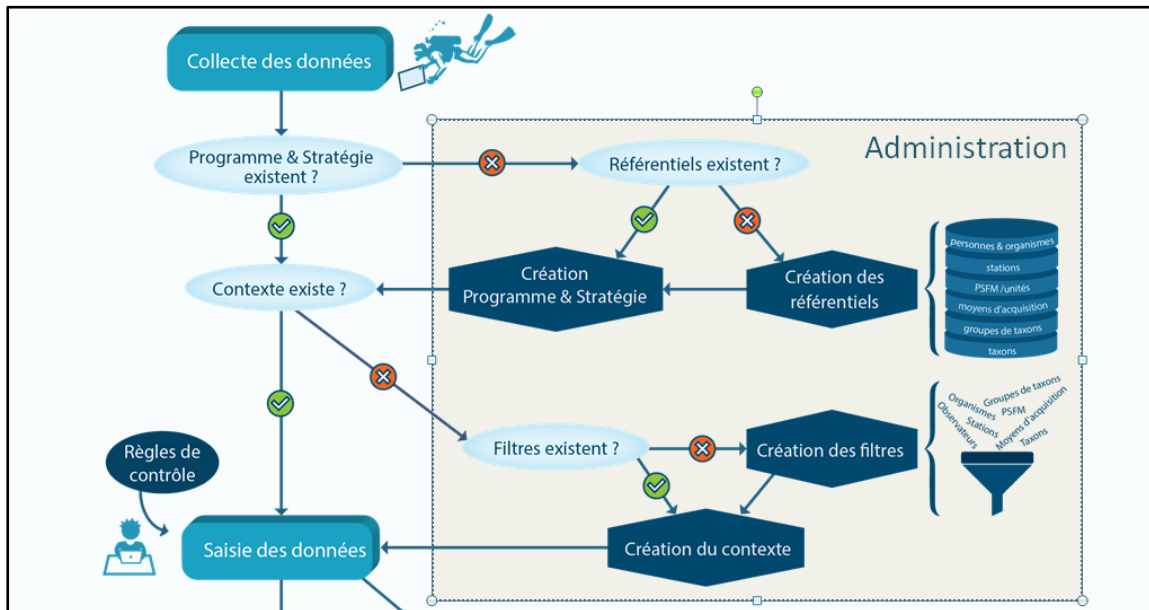 Collecte des données
Programme & Stratégie
existent ?
Référentiels existent ?
Administration
Contexte existe ?
Création
Programme & Stratégie
Création des
référentiels
personnes & organismes
stations
PSFM /unités
moyens d'acquisition
groupes de taxons
taxons
Règles de
contrôle
Filtres existent ?
Création des filtres
Groupes de taxons
Organismes
PSFM
Observateurs
Stations
Moyens d'acquisition
Taxons
Saisie des données
Création du contexte